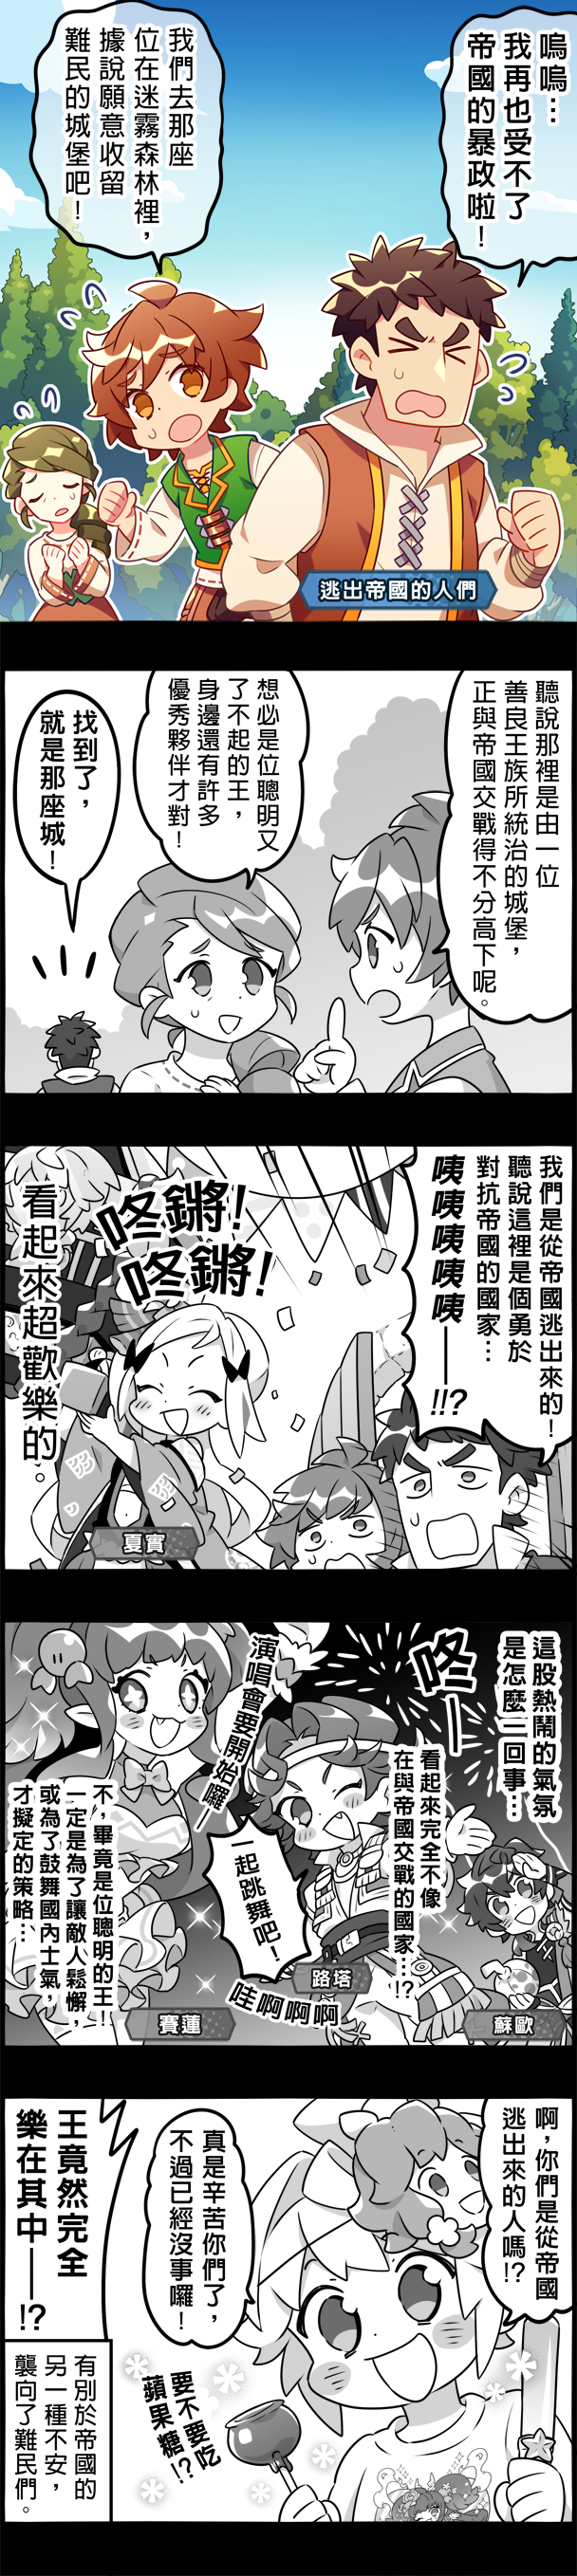 嗚嗚…
我再也受不了
帝國的暴政啦！
我們去那座
位在迷霧森林裡，
據說願意收留
難民的城堡吧！
逃出帝國的人們
聽說那裡是由一位
善良王族所統治的城堡，
正與帝國交戰得不分高下呢。
想必是位聰明又
了不起的王，
身邊還有許多
優秀夥伴才對！
找到了，
就是那座城！
我們是從帝國逃出來的！
聽說這裡是個勇於
對抗帝國的國家…
咦咦咦咦咦——!!?
咚鏘！
咚鏘！
看起來超歡樂的。
夏實
這股熱鬧的氣氛
是怎麼一回事…
咚—
看起來完全不像
在與帝國交戰的國家…!?
演唱會要開始囉—
一起跳舞吧！
哇啊啊啊
不，畢竟是位聰明的王！
一定是為了讓敵人鬆懈，
或為了鼓舞國內士氣，
才擬定的策略…
蘇歐
路塔
賽蓮
啊，你們是從帝國
逃出來的人嗎!?
真是辛苦你們了，
不過已經沒事囉！
要不要吃
蘋果糖!?
王竟然完全
樂在其中——!?
有別於帝國的
另一種不安，
襲向了難民們。